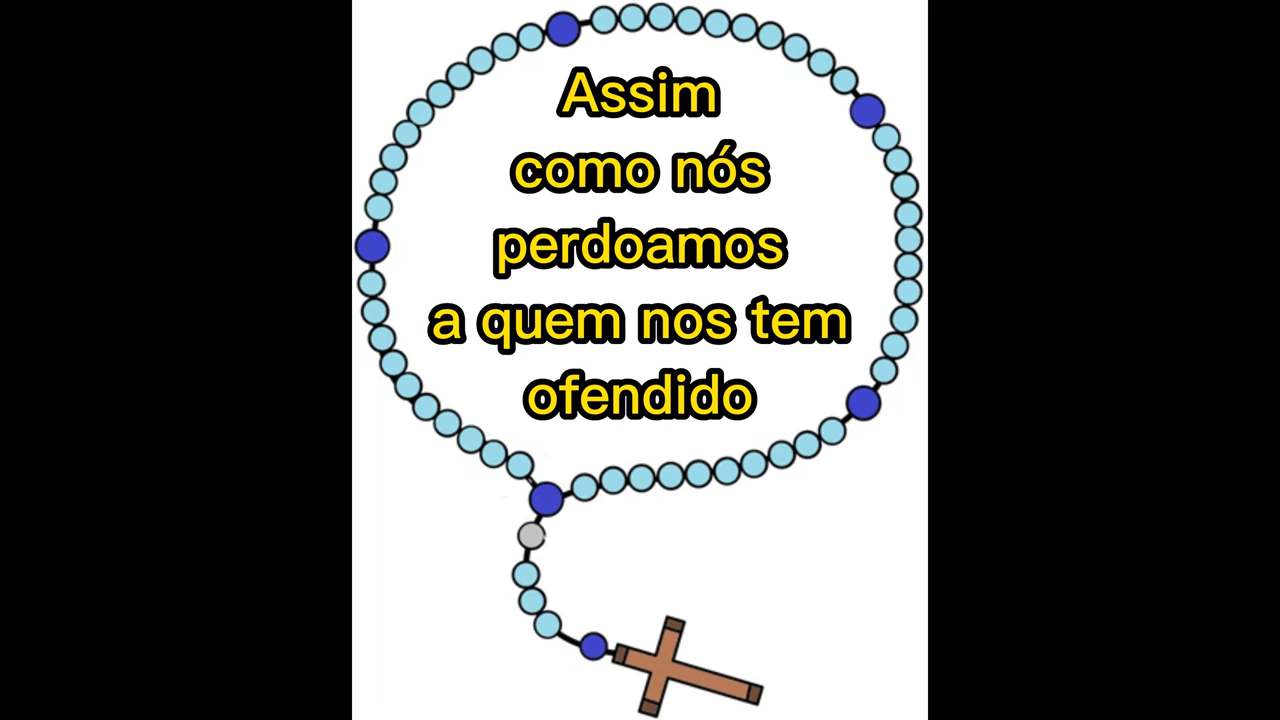 Assim
como nós
perdoamos
a quem nos tem
ofendido